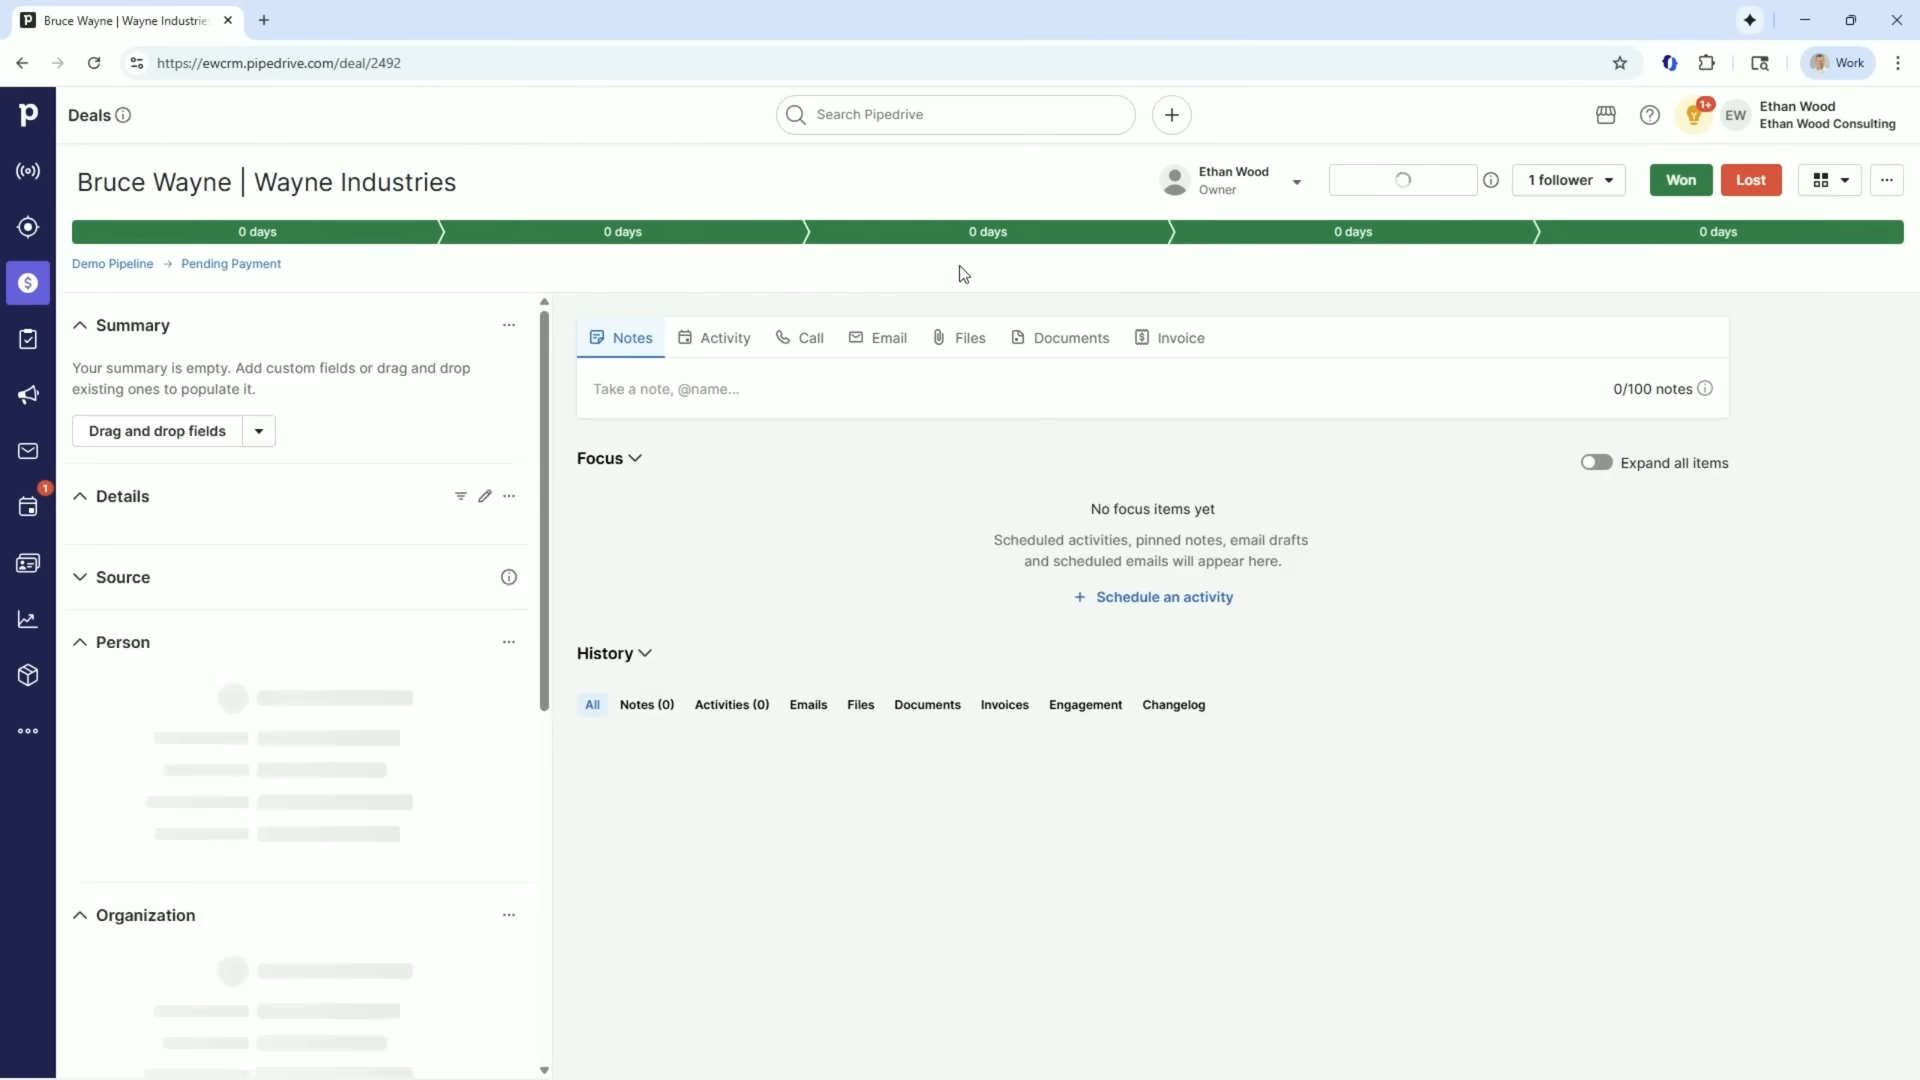 Bruce Wayne | Wayne Industrie
https://ewcrm.pipedrive.com/deal/2492
Work
p
Deals
Search Pipedrive
1+
EW
Ethan Wood
Ethan Wood Consulting
Bruce Wayne | Wayne Industries
Ethan Wood
Owner
1 follower
Won
Lost
0 days
0 days
0 days
0 days
0 days
Demo Pipeline → Pending Payment
Summary
Your summary is empty. Add custom fields or drag and drop
existing ones to populate it.
Drag and drop fields
Details
1
Source
Person
Organization
Notes
Activity
Call
Email
Files
Documents
Invoice
Take a note, @name...
0/100 notes
Focus
Expand all items
No focus items yet
Scheduled activities, pinned notes, email drafts
and scheduled emails will appear here.
+ Schedule an activity
History
All
Notes (0)
Activities (0)
Emails
Files
Documents
Invoices
Engagement
Changelog